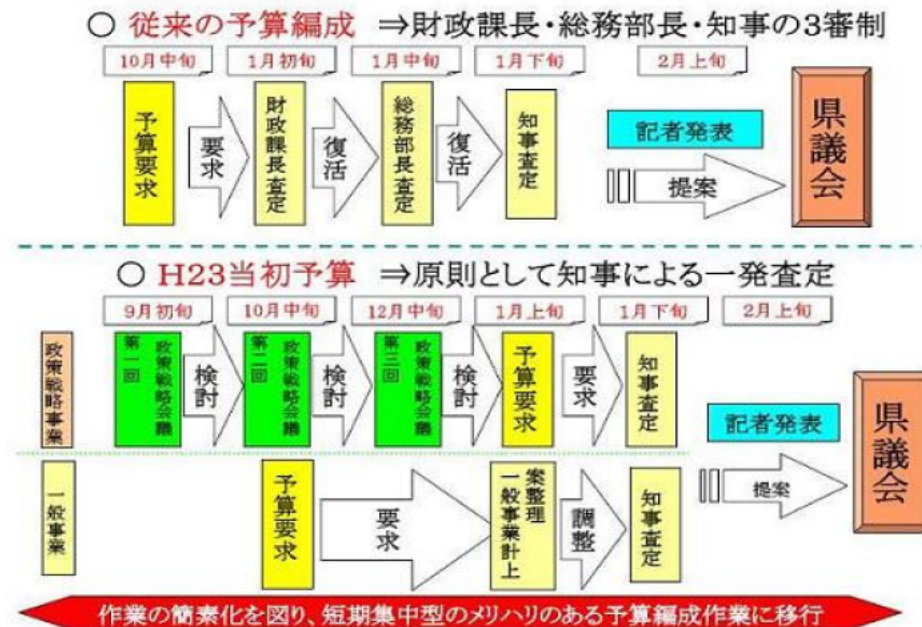 ○ 従来の予算編成 ⇒財政課長・総務部長・知事の3審制
10月中旬
1月初旬
1月中旬
1月下旬
2月上旬
予算要求
要求
財政課長査定
復活
総務部長査定
復活
知事査定
記者発表
提案
県議会
○ H23当初予算 ⇒原則として知事による一発査定
9月初旬
10月中旬
12月中旬
1月上旬
1月下旬
2月上旬
政策戦略事業
政策戦略会議
第一回
検討
政策戦略会議
第二回
検討
政策戦略会議
第三回
検討
予算要求
要求
知事査定
記者発表
提案
県議会
一般事業
予算要求
要求
案整理
一般事業計上
調整
知事査定
作業の簡素化を図り、短期集中型のメリハリのある予算編成作業に移行